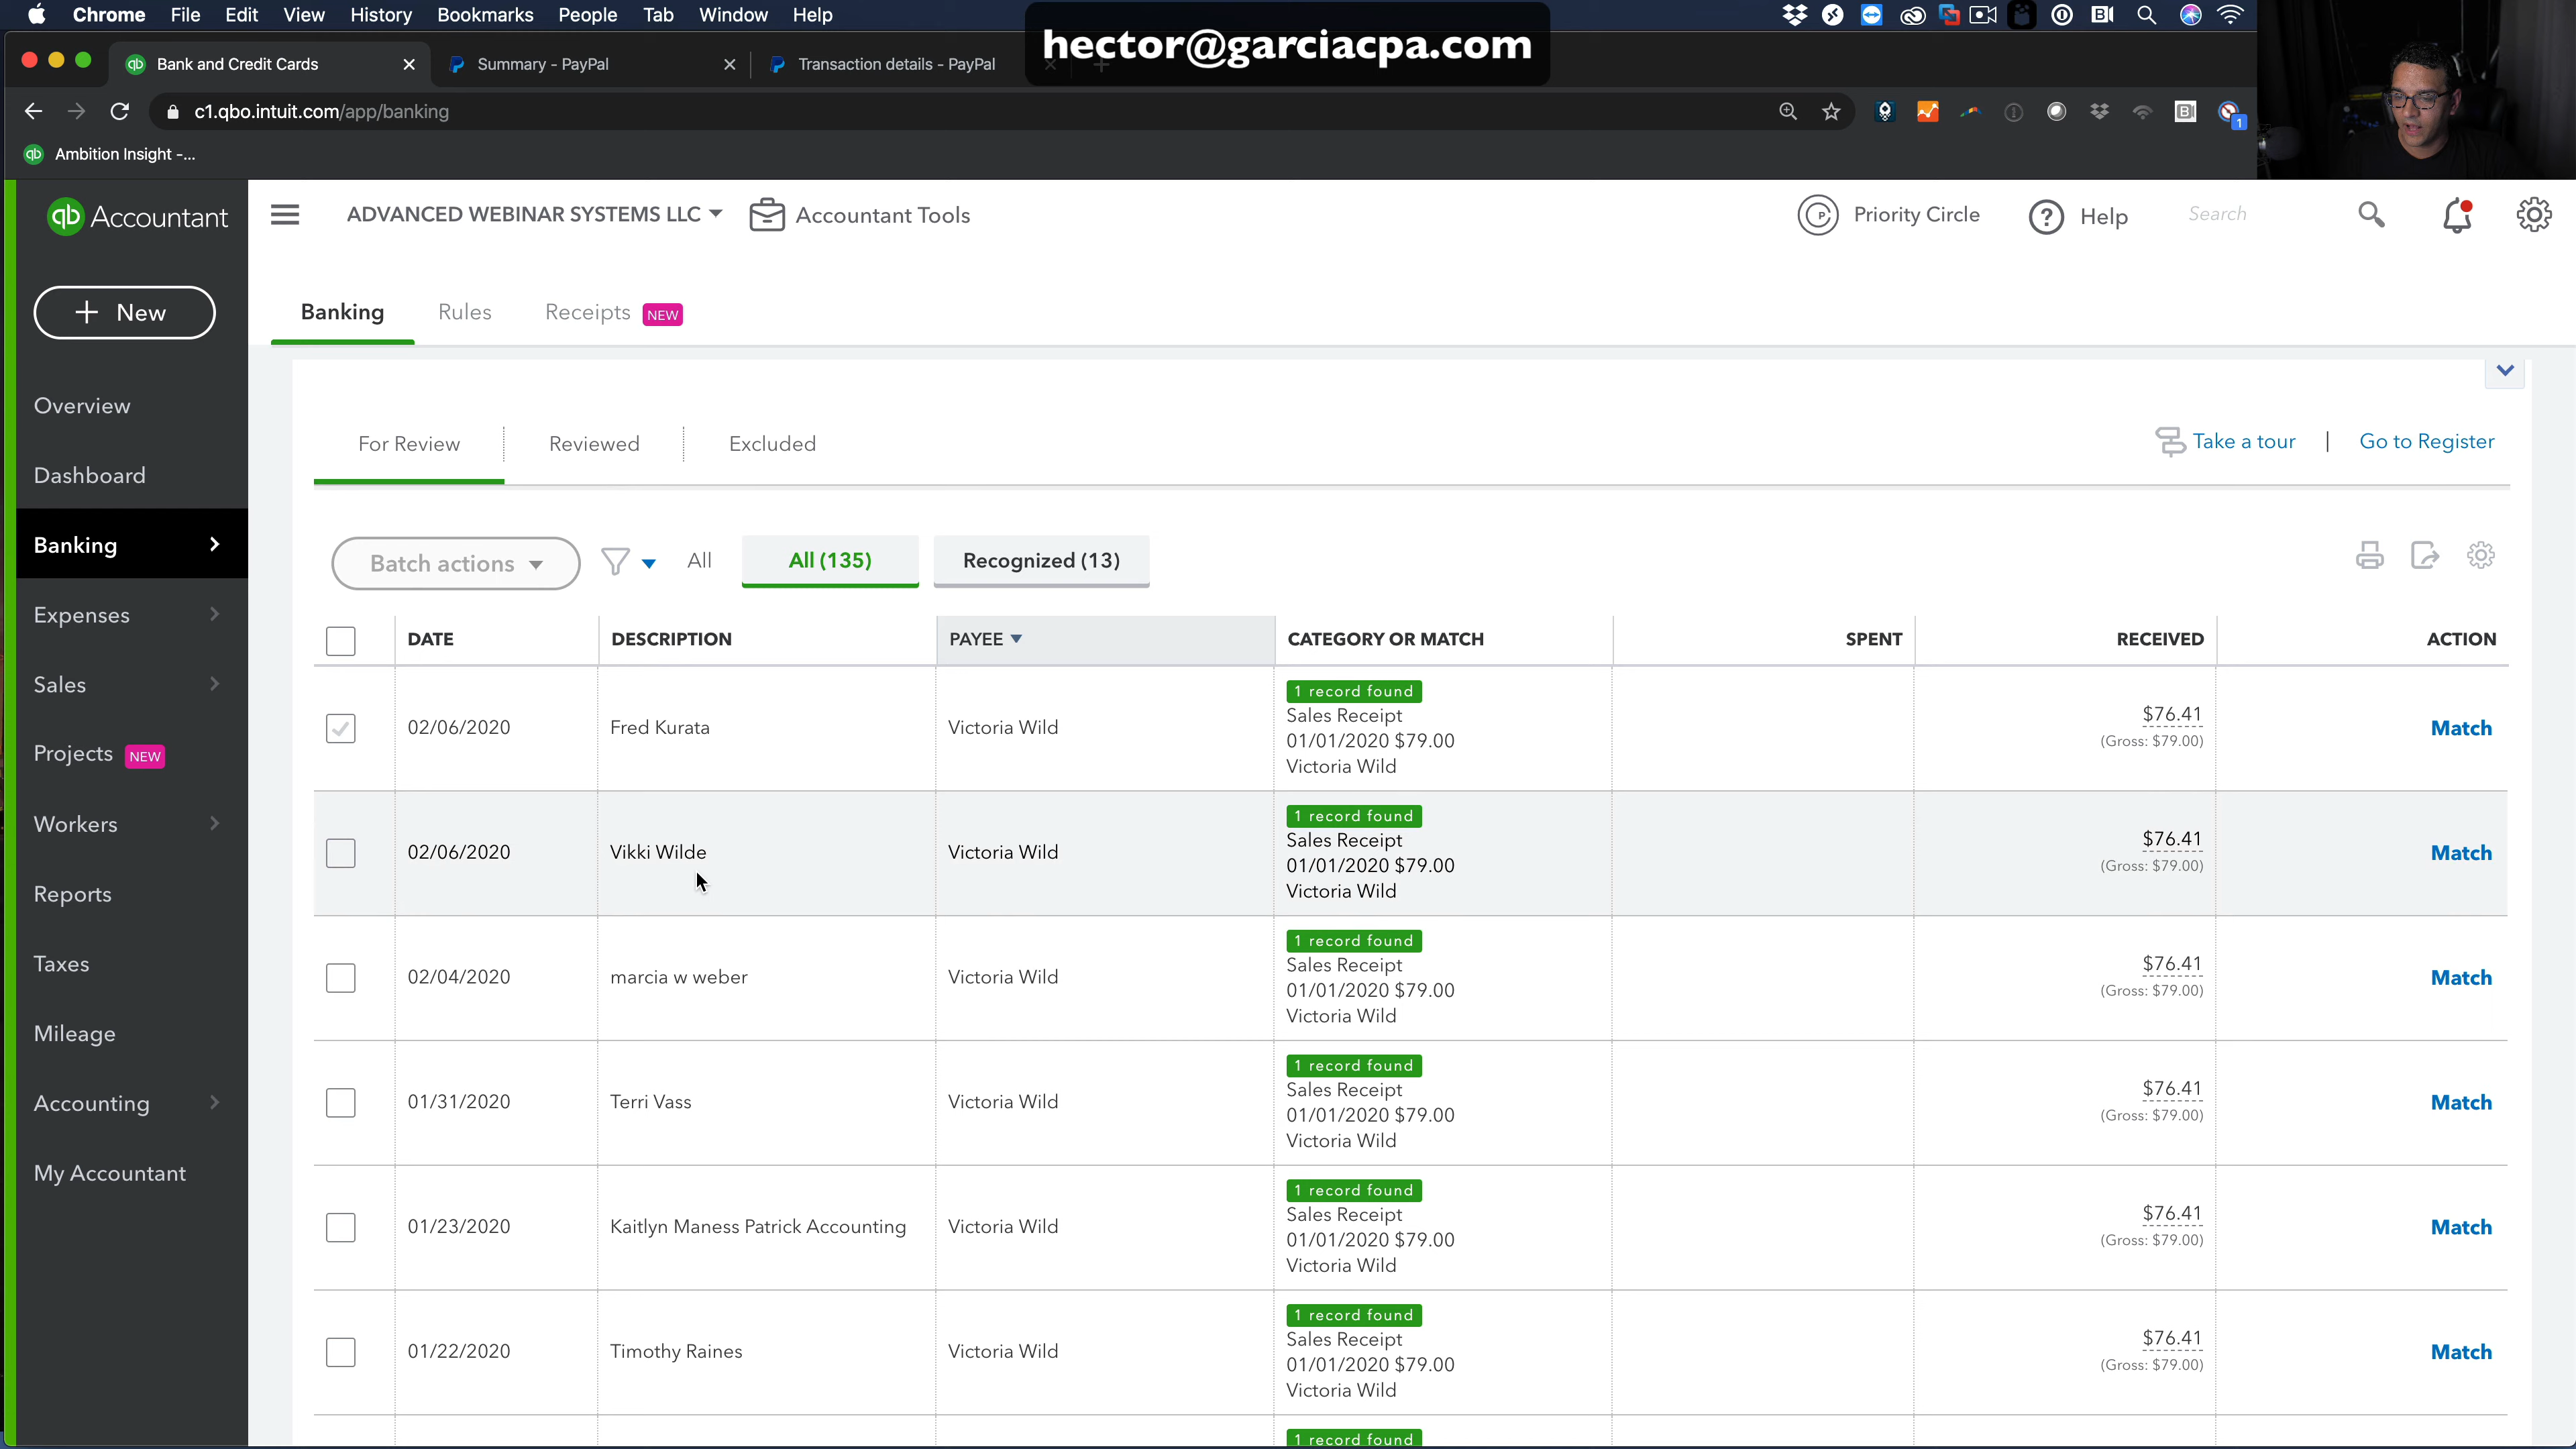 Chrome File Edit View History Bookmarks People Tab Window Help
hector@garciacpa.com
Bank and Credit Cards
Summary - PayPal
Transaction details - PayPal
c1.qbo.intuit.com/app/banking
1
qb Ambition Insight -...
qb Accountant
ADVANCED WEBINAR SYSTEMS LLC
Accountant Tools
Priority Circle
Help
Search
+ New
Banking Rules Receipts NEW
Overview
Dashboard
Banking
Expenses
Sales
Projects NEW
Workers
Reports
Taxes
Mileage
Accounting
My Accountant
For Review Reviewed Excluded
Take a tour | Go to Register
Batch actions All All (135) Recognized (13)
DATE DESCRIPTION PAYEE CATEGORY OR MATCH SPENT RECEIVED ACTION
1 record found
02/06/2020 Fred Kurata Victoria Wild Sales Receipt $76.41 Match
01/01/2020 $79.00 (Gross: $79.00)
Victoria Wild
1 record found
02/06/2020 Vikki Wilde Victoria Wild Sales Receipt $76.41 Match
01/01/2020 $79.00 (Gross: $79.00)
Victoria Wild
1 record found
02/04/2020 marcia w weber Victoria Wild Sales Receipt $76.41 Match
01/01/2020 $79.00 (Gross: $79.00)
Victoria Wild
1 record found
01/31/2020 Terri Vass Victoria Wild Sales Receipt $76.41 Match
01/01/2020 $79.00 (Gross: $79.00)
Victoria Wild
1 record found
01/23/2020 Kaitlyn Maness Patrick Accounting Victoria Wild Sales Receipt $76.41 Match
01/01/2020 $79.00 (Gross: $79.00)
Victoria Wild
1 record found
01/22/2020 Timothy Raines Victoria Wild Sales Receipt $76.41 Match
01/01/2020 $79.00 (Gross: $79.00)
Victoria Wild
1 record found